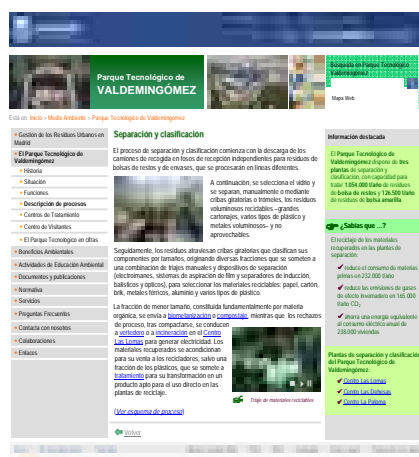 Parque Tecnológico de
VALDEMINGÓMEZ
Búsqueda en Parque Tecnológico
Valdemingómez
Mapa Web
Está en: Inicio > Medio Ambiente > Parque Tecnológico de Valdemingómez
Gestión de los Residuos Urbanos en
Madrid
El Parque Tecnológico de
Valdemingómez
Historia
Situación
Funciones
Descripción de procesos
Centros de Tratamiento
Centro de Visitantes
El Parque Tecnológico en cifras
Beneficios Ambientales
Actividades de Educación Ambiental
Documentos y publicaciones
Normativa
Servicios
Preguntas Frecuentes
Contacta con nosotros
Colaboraciones
Enlaces
Separación y clasificación
El proceso de separación y clasificación comienza con la descarga de los
camiones de recogida en fosos de recepción independientes para residuos de
bolsas de restos y de envases, que se procesarán en líneas diferentes.
A continuación, se selecciona el vidrio y
se separan, manualmente o mediante
cribas giratorias o trómeles, los residuos
voluminosos reciclables –grandes
cartonajes, varios tipos de plástico y
metales voluminosos– y no
aprovechables.
Seguidamente, los residuos atraviesan cribas giratorias que clasifican sus
componentes por tamaños, originando diversas fracciones que se someten a
una combinación de triajes manuales y dispositivos de separación
(electroimanes, sistemas de aspiración de film y separadores de inducción,
balísticos y ópticos), para seleccionar los materiales reciclables: papel, cartón,
brik, metales férricos, aluminio y varios tipos de plástico.
La fracción de menor tamaño, constituida fundamentalmente por materia
orgánica, se envía a biometanización o compostaje, mientras que los rechazos
de proceso, tras compactarse, se conducen
a vertedero o a incineración en el Centro
Las Lomas para generar electricidad. Los
materiales recuperados se acondicionan
para su venta a los recicladores, salvo una
fracción de los plásticos, que se somete a
tratamiento para su transformación en un
producto apto para el uso directo en las
plantas de reciclaje.
Triaje de materiales reciclables
(Ver esquema de proceso)
Volver
Información destacada
El Parque Tecnológico de
Valdemingómez dispone de tres
plantas de separación y
clasificación, con capacidad para
tratar 1.054.000 t/año de residuos
de bolsa de restos y 126.500 t/año
de residuos de bolsa amarilla.
¿Sabías que ...?
El reciclaje de los materiales
recuperados en las plantas de
separación:
reduce el consumo de materias
primas en 232.000 t/año
reduce las emisiones de gases
de efecto invernadero en 165.000
t/año CO2
ahorra una energía equivalente
al consumo eléctrico anual de
238.000 viviendas
Plantas de separación y clasificación
del Parque Tecnológico de
Valdemingómez:
Centro Las Lomas
Centro Las Dehesas
Centro La Paloma